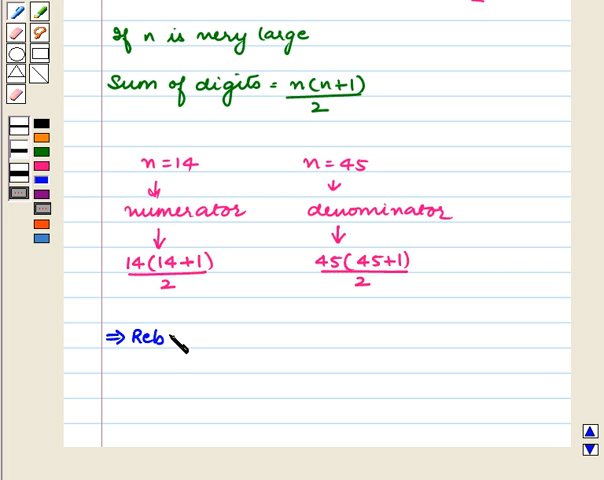 If n is very large
Sum of digits = n(n+1)/2
n = 14 n = 45
↓ ↓
numerator denominator
↓ ↓
14(14+1)/2 45(45+1)/2
⇒ Reb